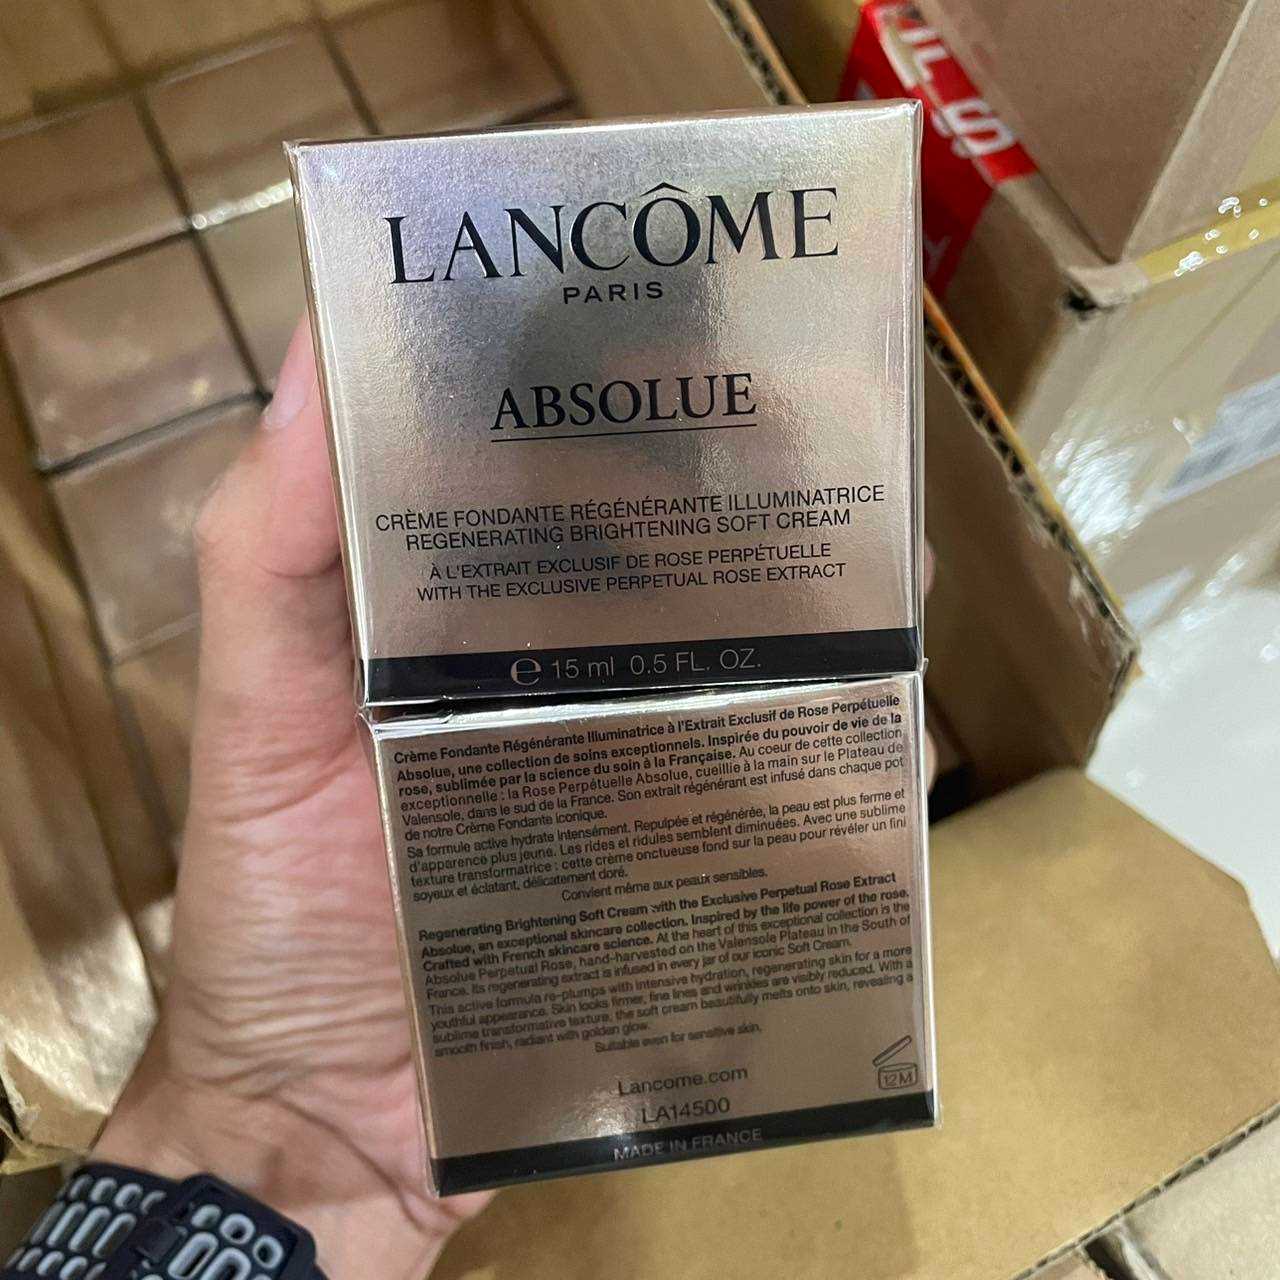 LANCÔME
PARIS
ABSOLUE
CRÈME FONDANTE RÉGÉNÉRANTE ILLUMINATRICE
REGENERATING BRIGHTENING SOFT CREAM
À L'EXTRAIT EXCLUSIF DE ROSE PERPÉTUELLE
WITH THE EXCLUSIVE PERPETUAL ROSE EXTRACT
℮ 15 ml 0.5 FL. OZ.
Crème Fondante Régénérante Illuminatrice à l'Extrait Exclusif de Rose Perpétuelle
Absolue, une collection de soins exceptionnels. Inspirée du pouvoir de vie de la
rose, sublimée par la science du soin à la Française. Au coeur de cette collection
exceptionnelle : la Rose Perpétuelle Absolue, cueillie à la main sur le Plateau de
Valensole, dans le sud de la France. Son extrait régénérant est infusé dans chaque pot
de notre Crème Fondante iconique.
Sa formule active hydrate intensément. Repulpée et régénérée, la peau est plus ferme et
d'apparence plus jeune. Les rides et ridules semblent diminuées. Avec une sublime
texture transformatrice : cette crème onctueuse fond sur la peau pour révéler un fini
soyeux et éclatant, délicatement doré.
Convient même aux peaux sensibles.
Regenerating Brightening Soft Cream with the Exclusive Perpetual Rose Extract
Absolue, an exceptional skincare collection. Inspired by the life power of the rose.
Crafted with French skincare science. At the heart of this exceptional collection is the
Absolue Perpetual Rose, hand-harvested on the Valensole Plateau in the South of
France. Its regenerating extract is infused in every jar of our iconic Soft Cream.
This active formula re-plumps with intensive hydration, regenerating skin for a more
youthful appearance. Skin looks firmer, fine lines and wrinkles are visibly reduced. With a
sublime transformative texture, the soft cream beautifully melts onto skin, revealing a
smooth finish, radiant with golden glow.
Suitable even for sensitive skin.
12M
Lancome.com
LA14500
MADE IN FRANCE